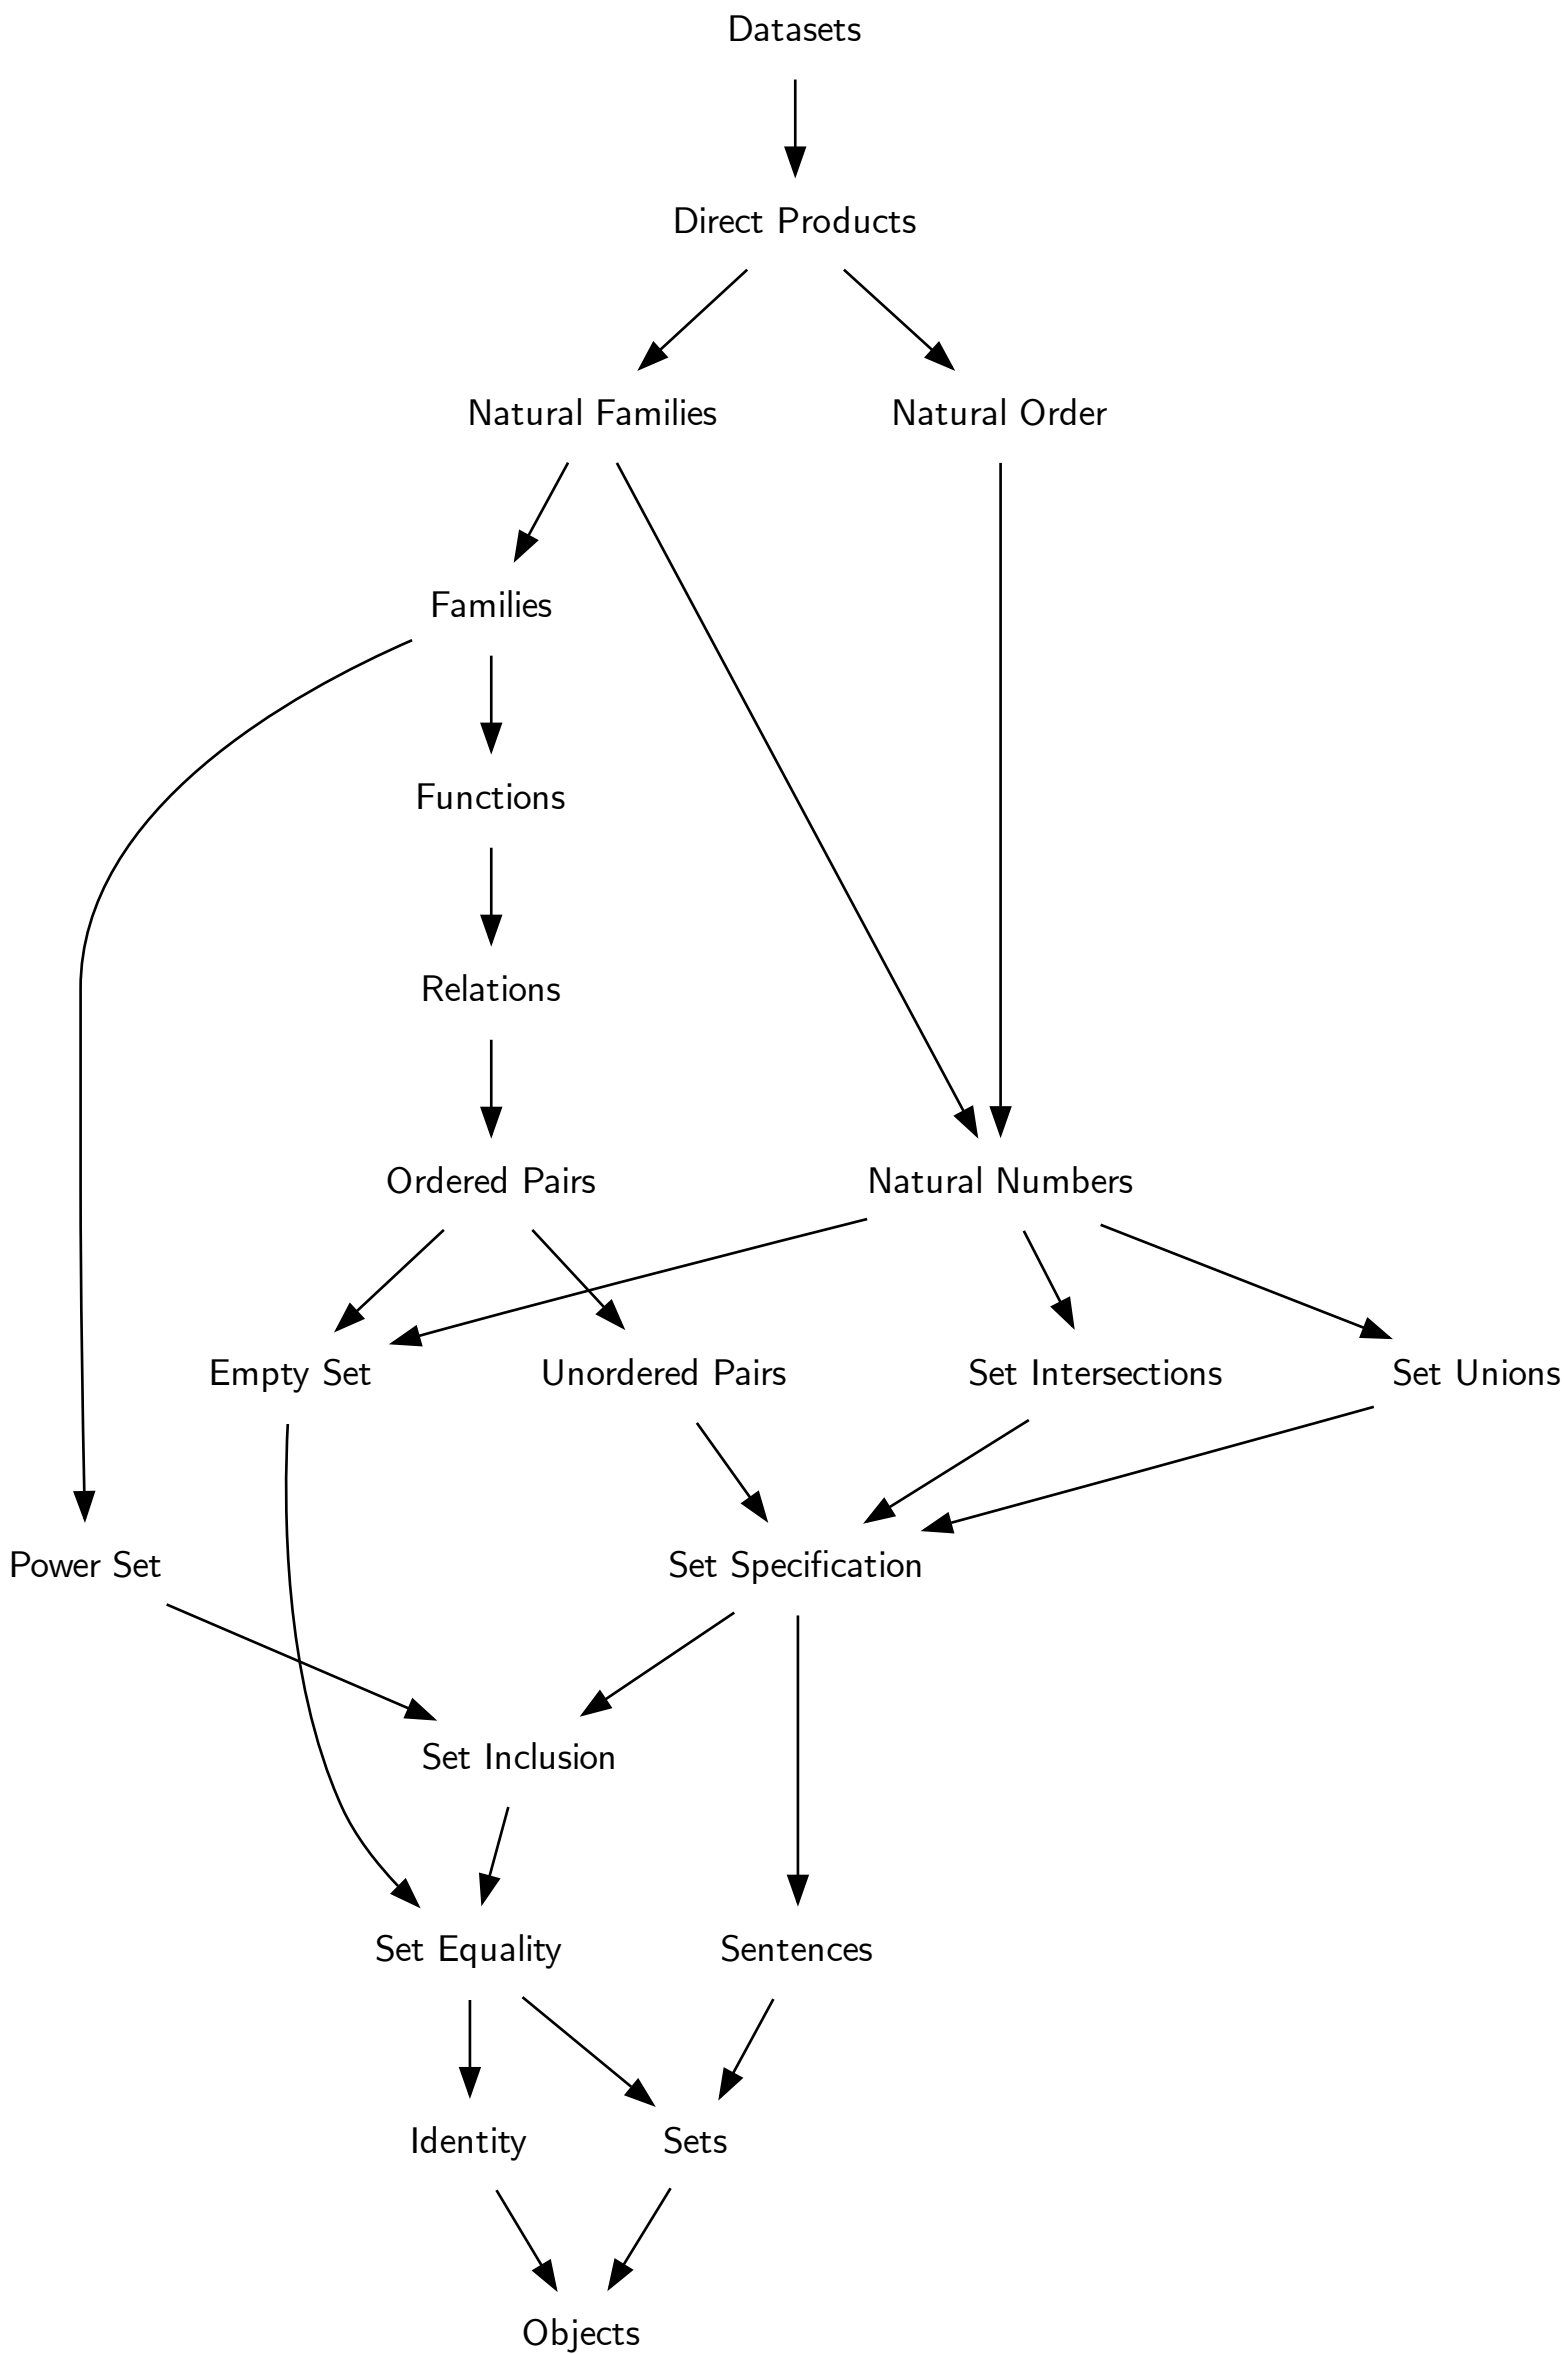 Datasets
Direct Products
Natural Families
Natural Order
Families
Functions
Relations
Ordered Pairs
Natural Numbers
Empty Set
Unordered Pairs
Set Intersections
Set Unions
Power Set
Set Specification
Set Inclusion
Set Equality
Sentences
Identity
Sets
Objects